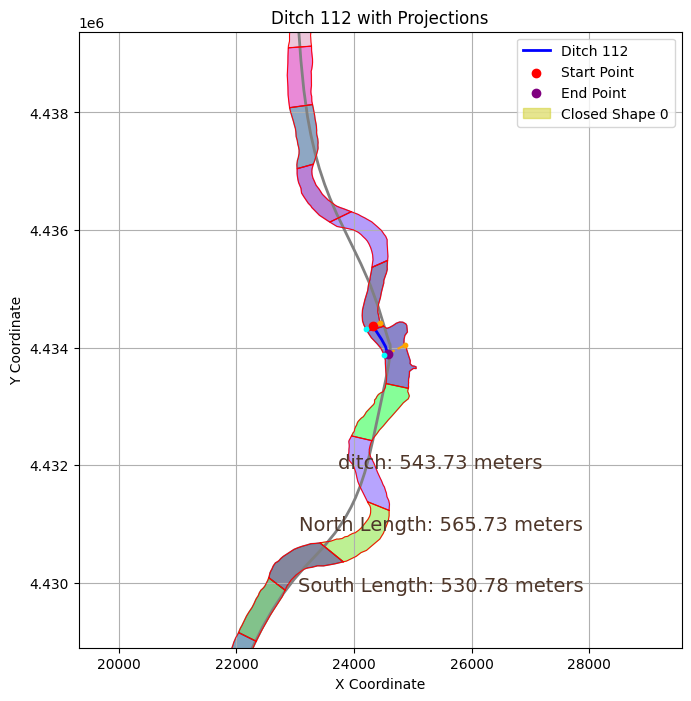 Ditch 112 with Projections
1e6
Ditch 112
Start Point
End Point
Closed Shape 0
4.438
4.436
4.434
4.432
4.430
Y Coordinate
ditch: 543.73 meters
North Length: 565.73 meters
South Length: 530.78 meters
20000 22000 24000 26000 28000
X Coordinate